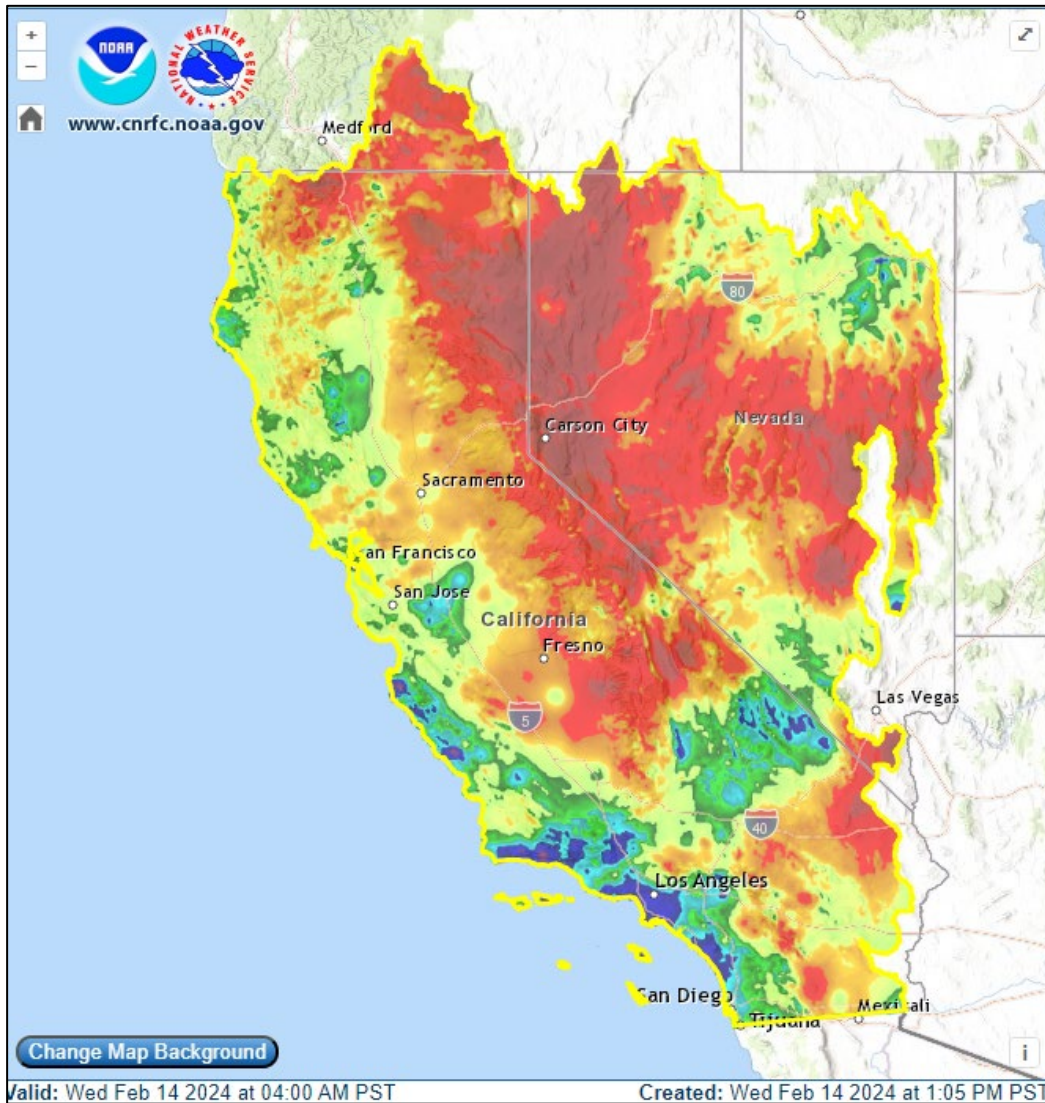 +
−
NOAA
NATIONAL WEATHER SERVICE
www.cnrfc.noaa.gov
Medford
80
Nevada
Carson City
Sacramento
an Francisco
San Jose
California
Fresno
5
Las Vegas
40
Los Angeles
San Diego
Mexicali
Tijuana
Change Map Background
i
Valid: Wed Feb 14 2024 at 04:00 AM PST
Created: Wed Feb 14 2024 at 1:05 PM PST